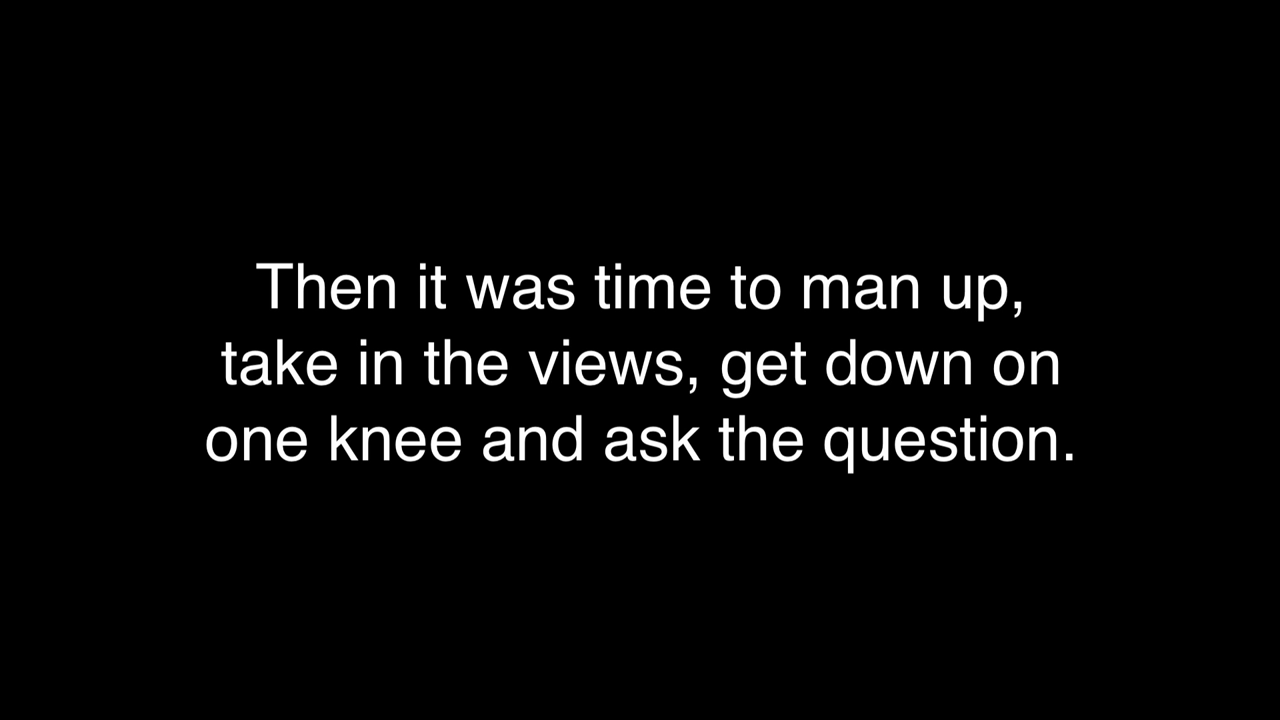 Then it was time to man up,
take in the views, get down on
one knee and ask the question.